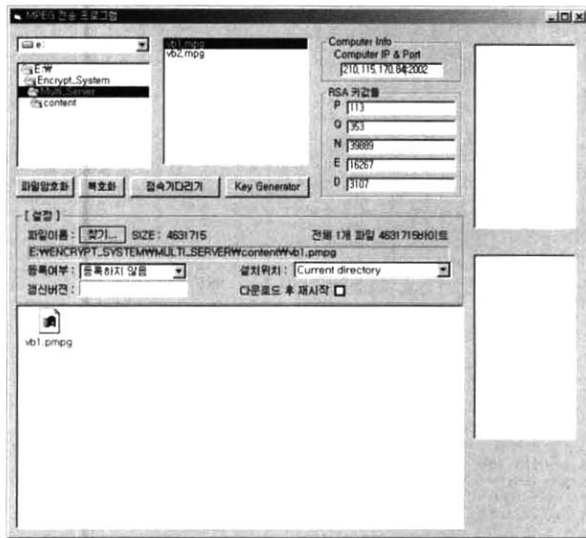 MPEG 전송 프로그램
e:
E:₩
Encrypt_System
Multi_Server
content
vb1.mpg
vb2.mpg
Computer Info
Computer IP & Port
210.115.170.84:2002
RSA 키값들
P 113
Q 353
N 39889
E 16267
D 3107
파일암호화 복호화 접속기다리기 Key Generator
[ 설정 ]
파일이름 : 찾기... SIZE : 4631715 전체 1개 파일 4631715바이트
E:₩ENCRYPT_SYSTEM₩MULTI_SERVER₩content₩vb1.pmpg
등록여부 : 등록하지 않음 설치위치 : Current directory
갱신버젼 : 다운로드 후 재시작
vb1.pmpg